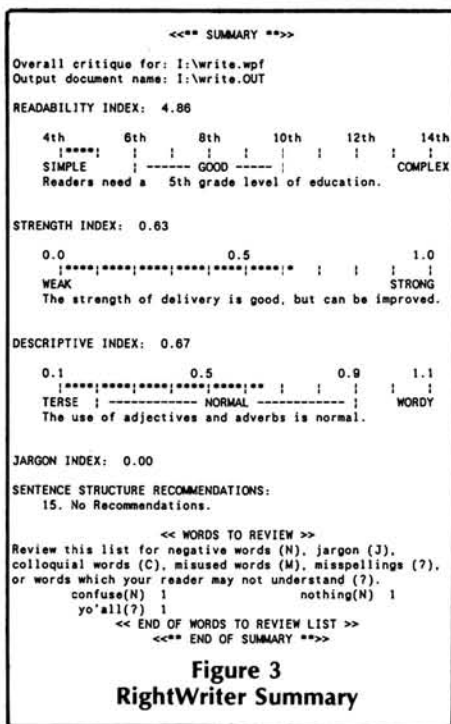 <<** SUMMARY **>>
Overall critique for: I:\write.wpf
Output document name: I:\write.OUT
READABILITY INDEX: 4.86
4th 6th 8th 10th 12th 14th
|****| | | | | | | | |
SIMPLE | ------ GOOD ----- | COMPLEX
Readers need a 5th grade level of education.
STRENGTH INDEX: 0.63
0.0 0.5 1.0
|****|****|****|****|****|****|* | | | |
WEAK STRONG
The strength of delivery is good, but can be improved.
DESCRIPTIVE INDEX: 0.67
0.1 0.5 0.9 1.1
|****|****|****|****|****|** | | | | |
TERSE | ------------ NORMAL ------------ | WORDY
The use of adjectives and adverbs is normal.
JARGON INDEX: 0.00
SENTENCE STRUCTURE RECOMMENDATIONS:
15. No Recommendations.
<< WORDS TO REVIEW >>
Review this list for negative words (N), jargon (J),
colloquial words (C), misused words (M), misspellings (?),
or words which your reader may not understand (?).
confuse(N) 1 nothing(N) 1
yo'all(?) 1
<< END OF WORDS TO REVIEW LIST >>
<<** END OF SUMMARY **>>
Figure 3
RightWriter Summary